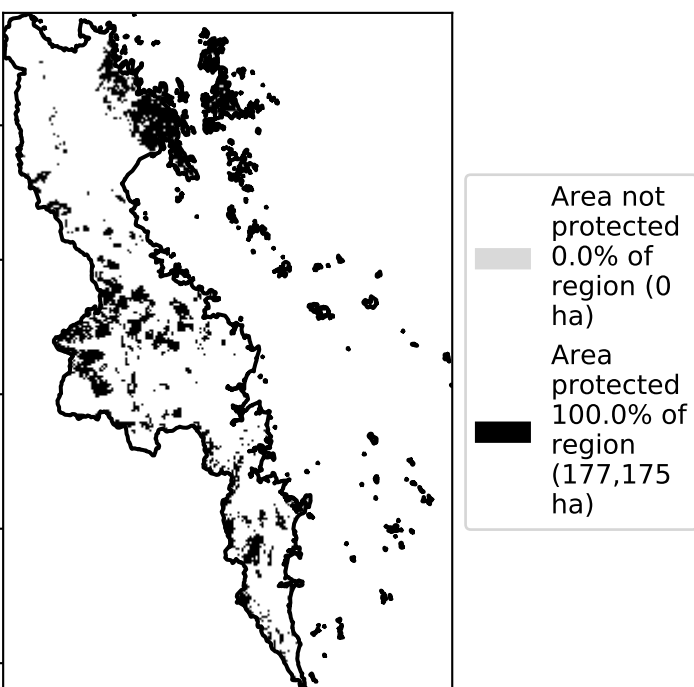 Area not
protected
0.0% of
region (0
ha)
Area
protected
100.0% of
region
(177,175
ha)